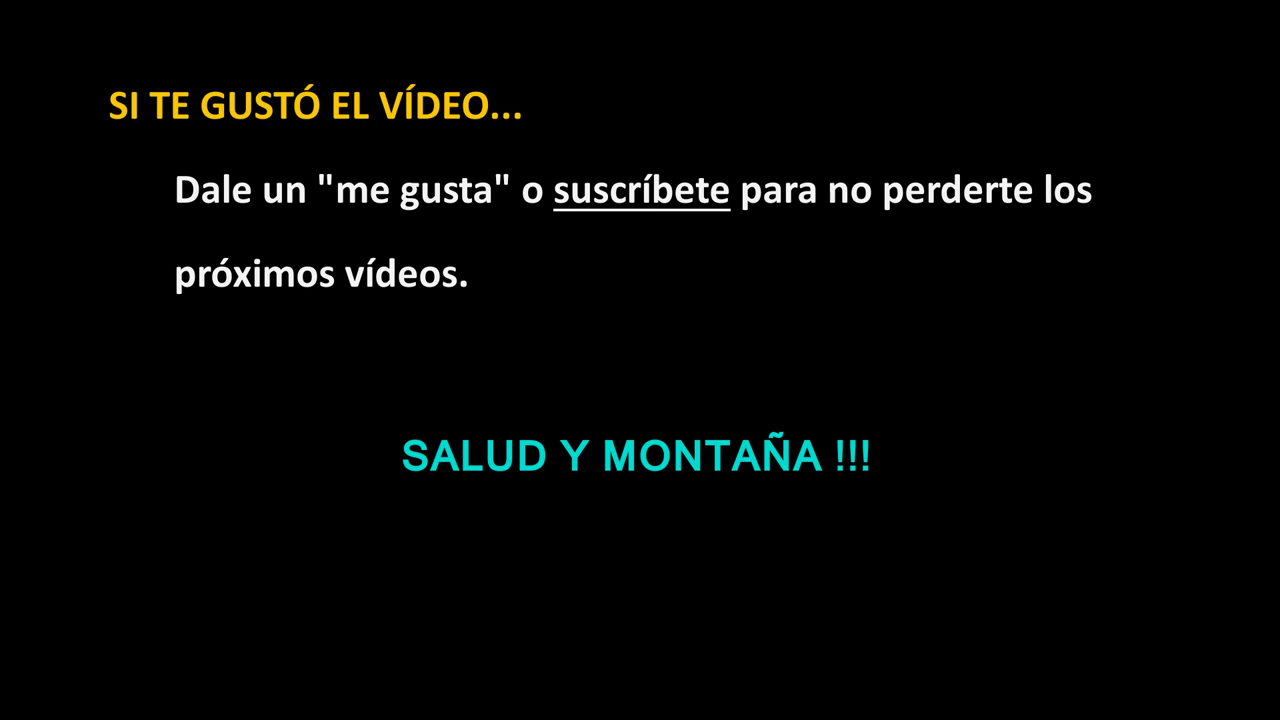 SI TE GUSTÓ EL VÍDEO...
Dale un "me gusta" o suscríbete para no perderte los
próximos vídeos.
SALUD Y MONTAÑA !!!